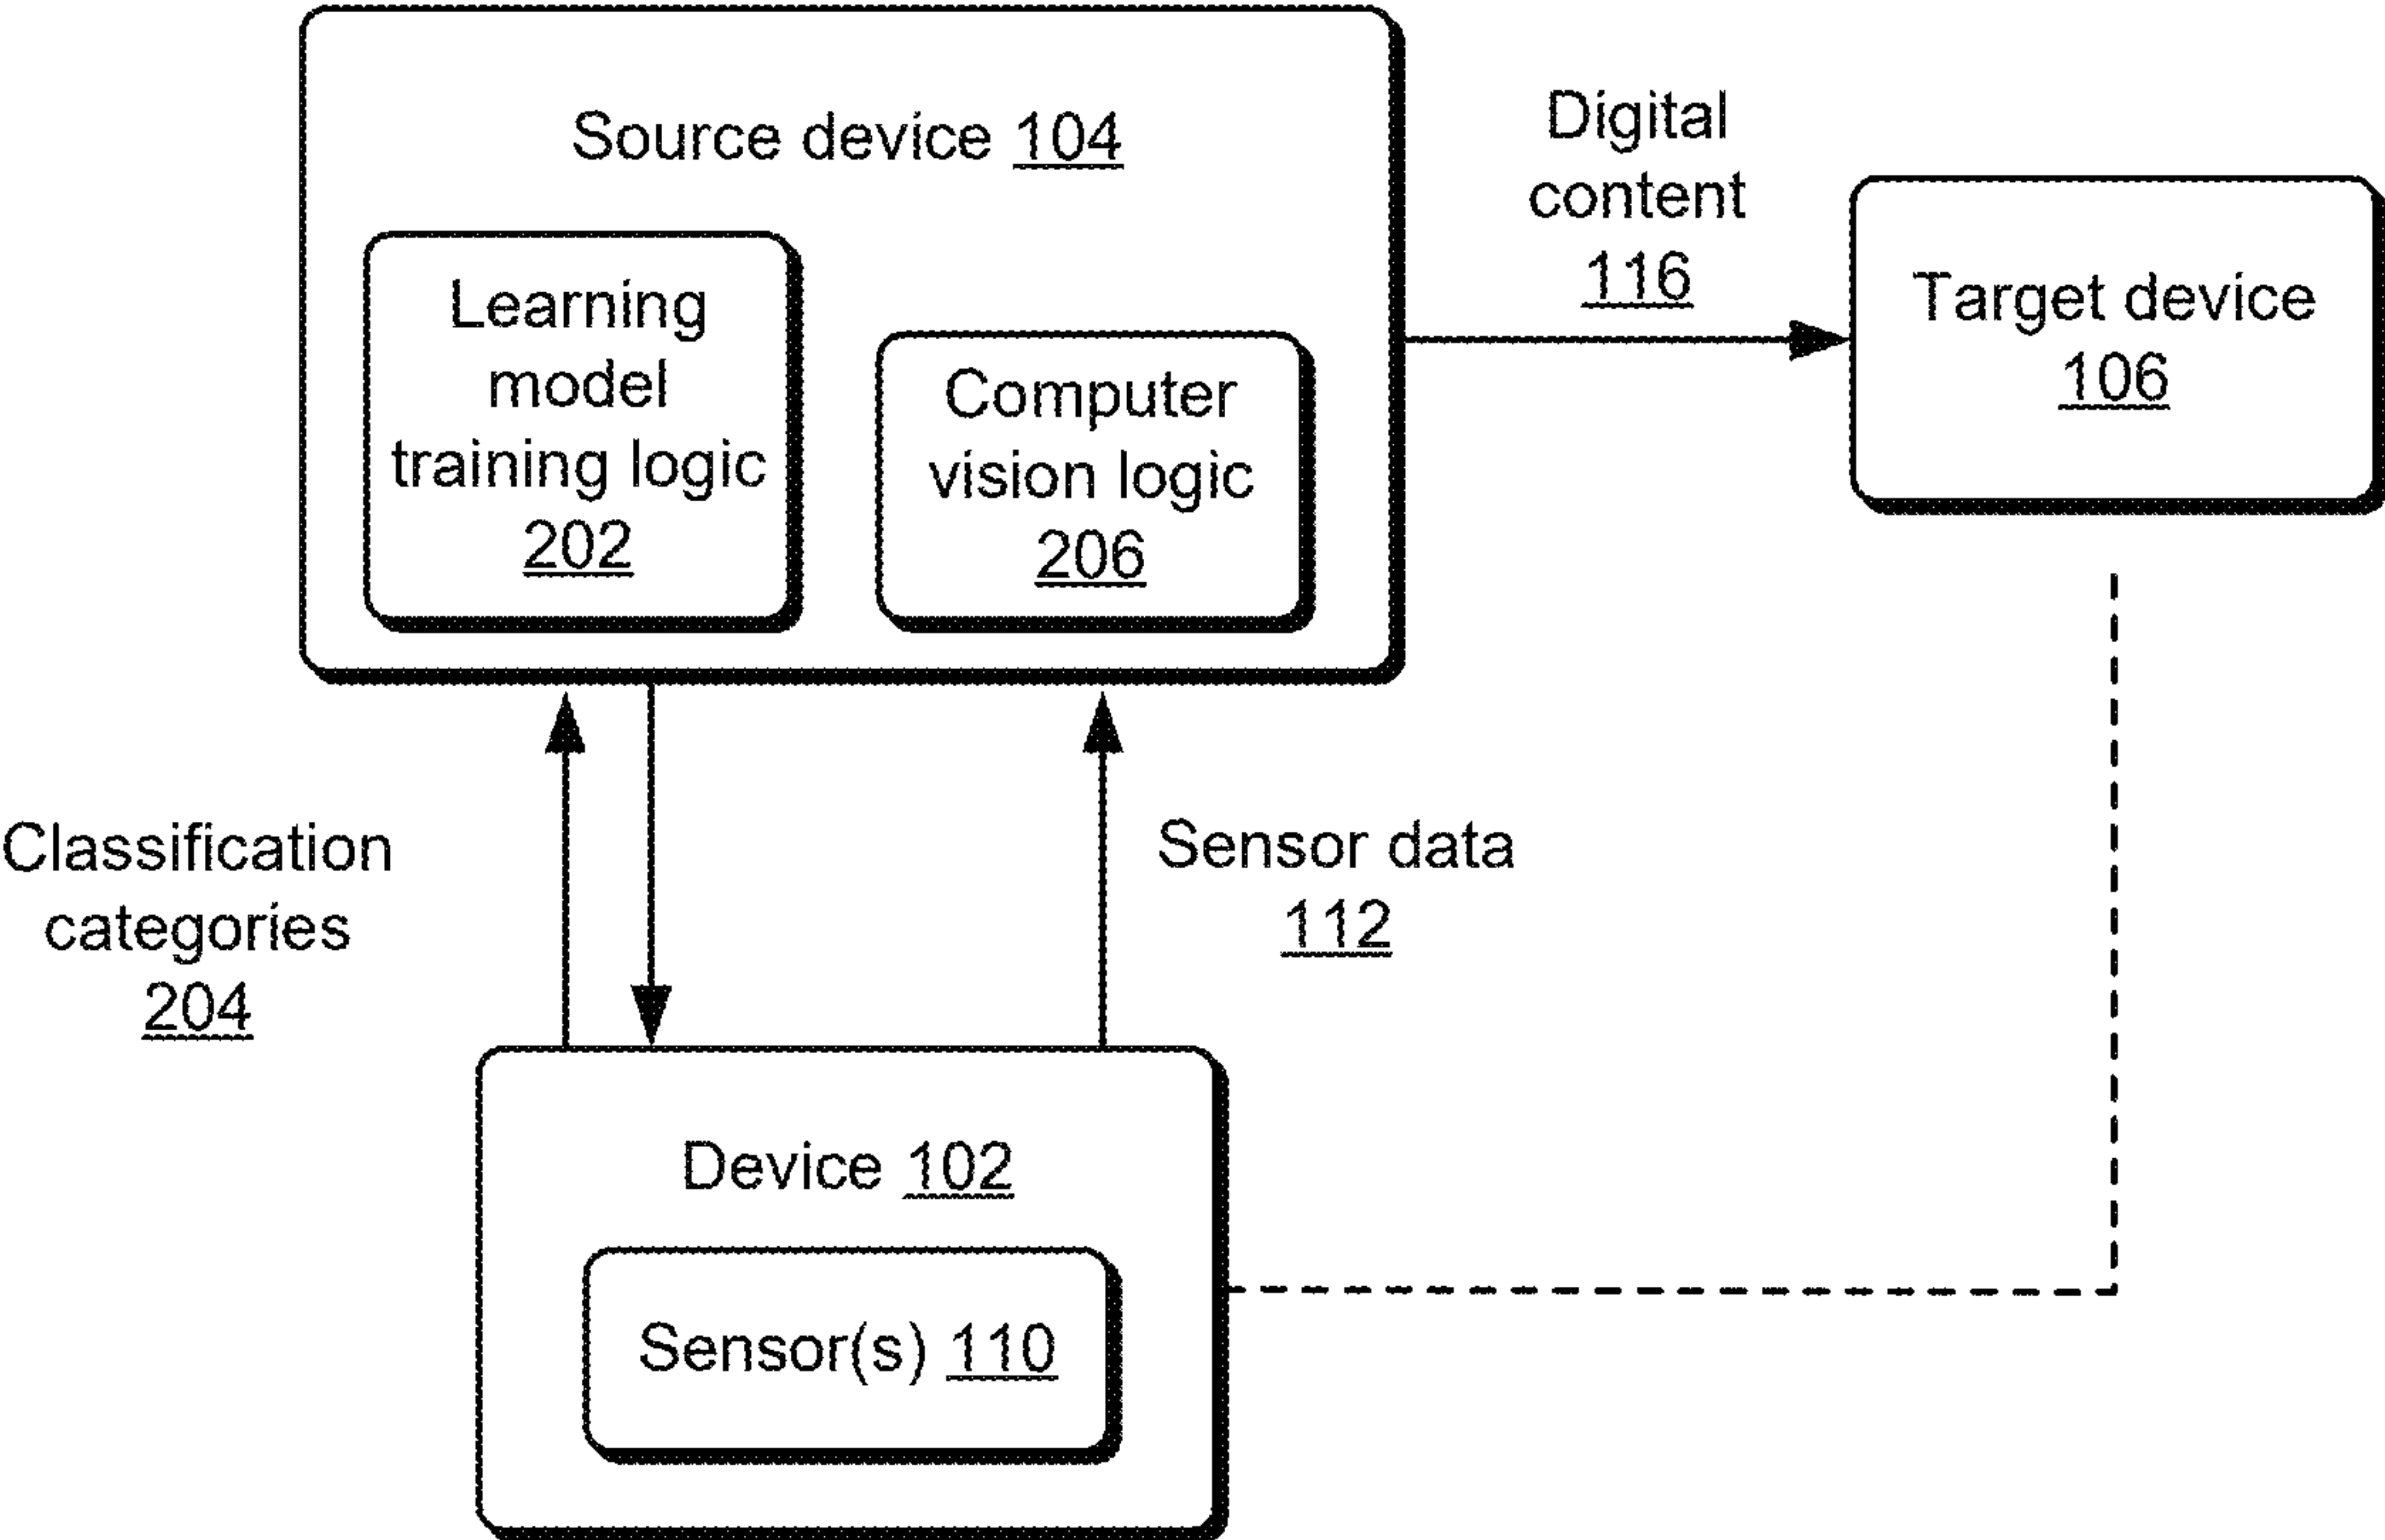 Source device 104
Learning
model
training logic
202
Computer
vision logic
206
Digital
content
116
Target device
106
Classification
categories
204
Sensor data
112
Device 102
Sensor(s) 110